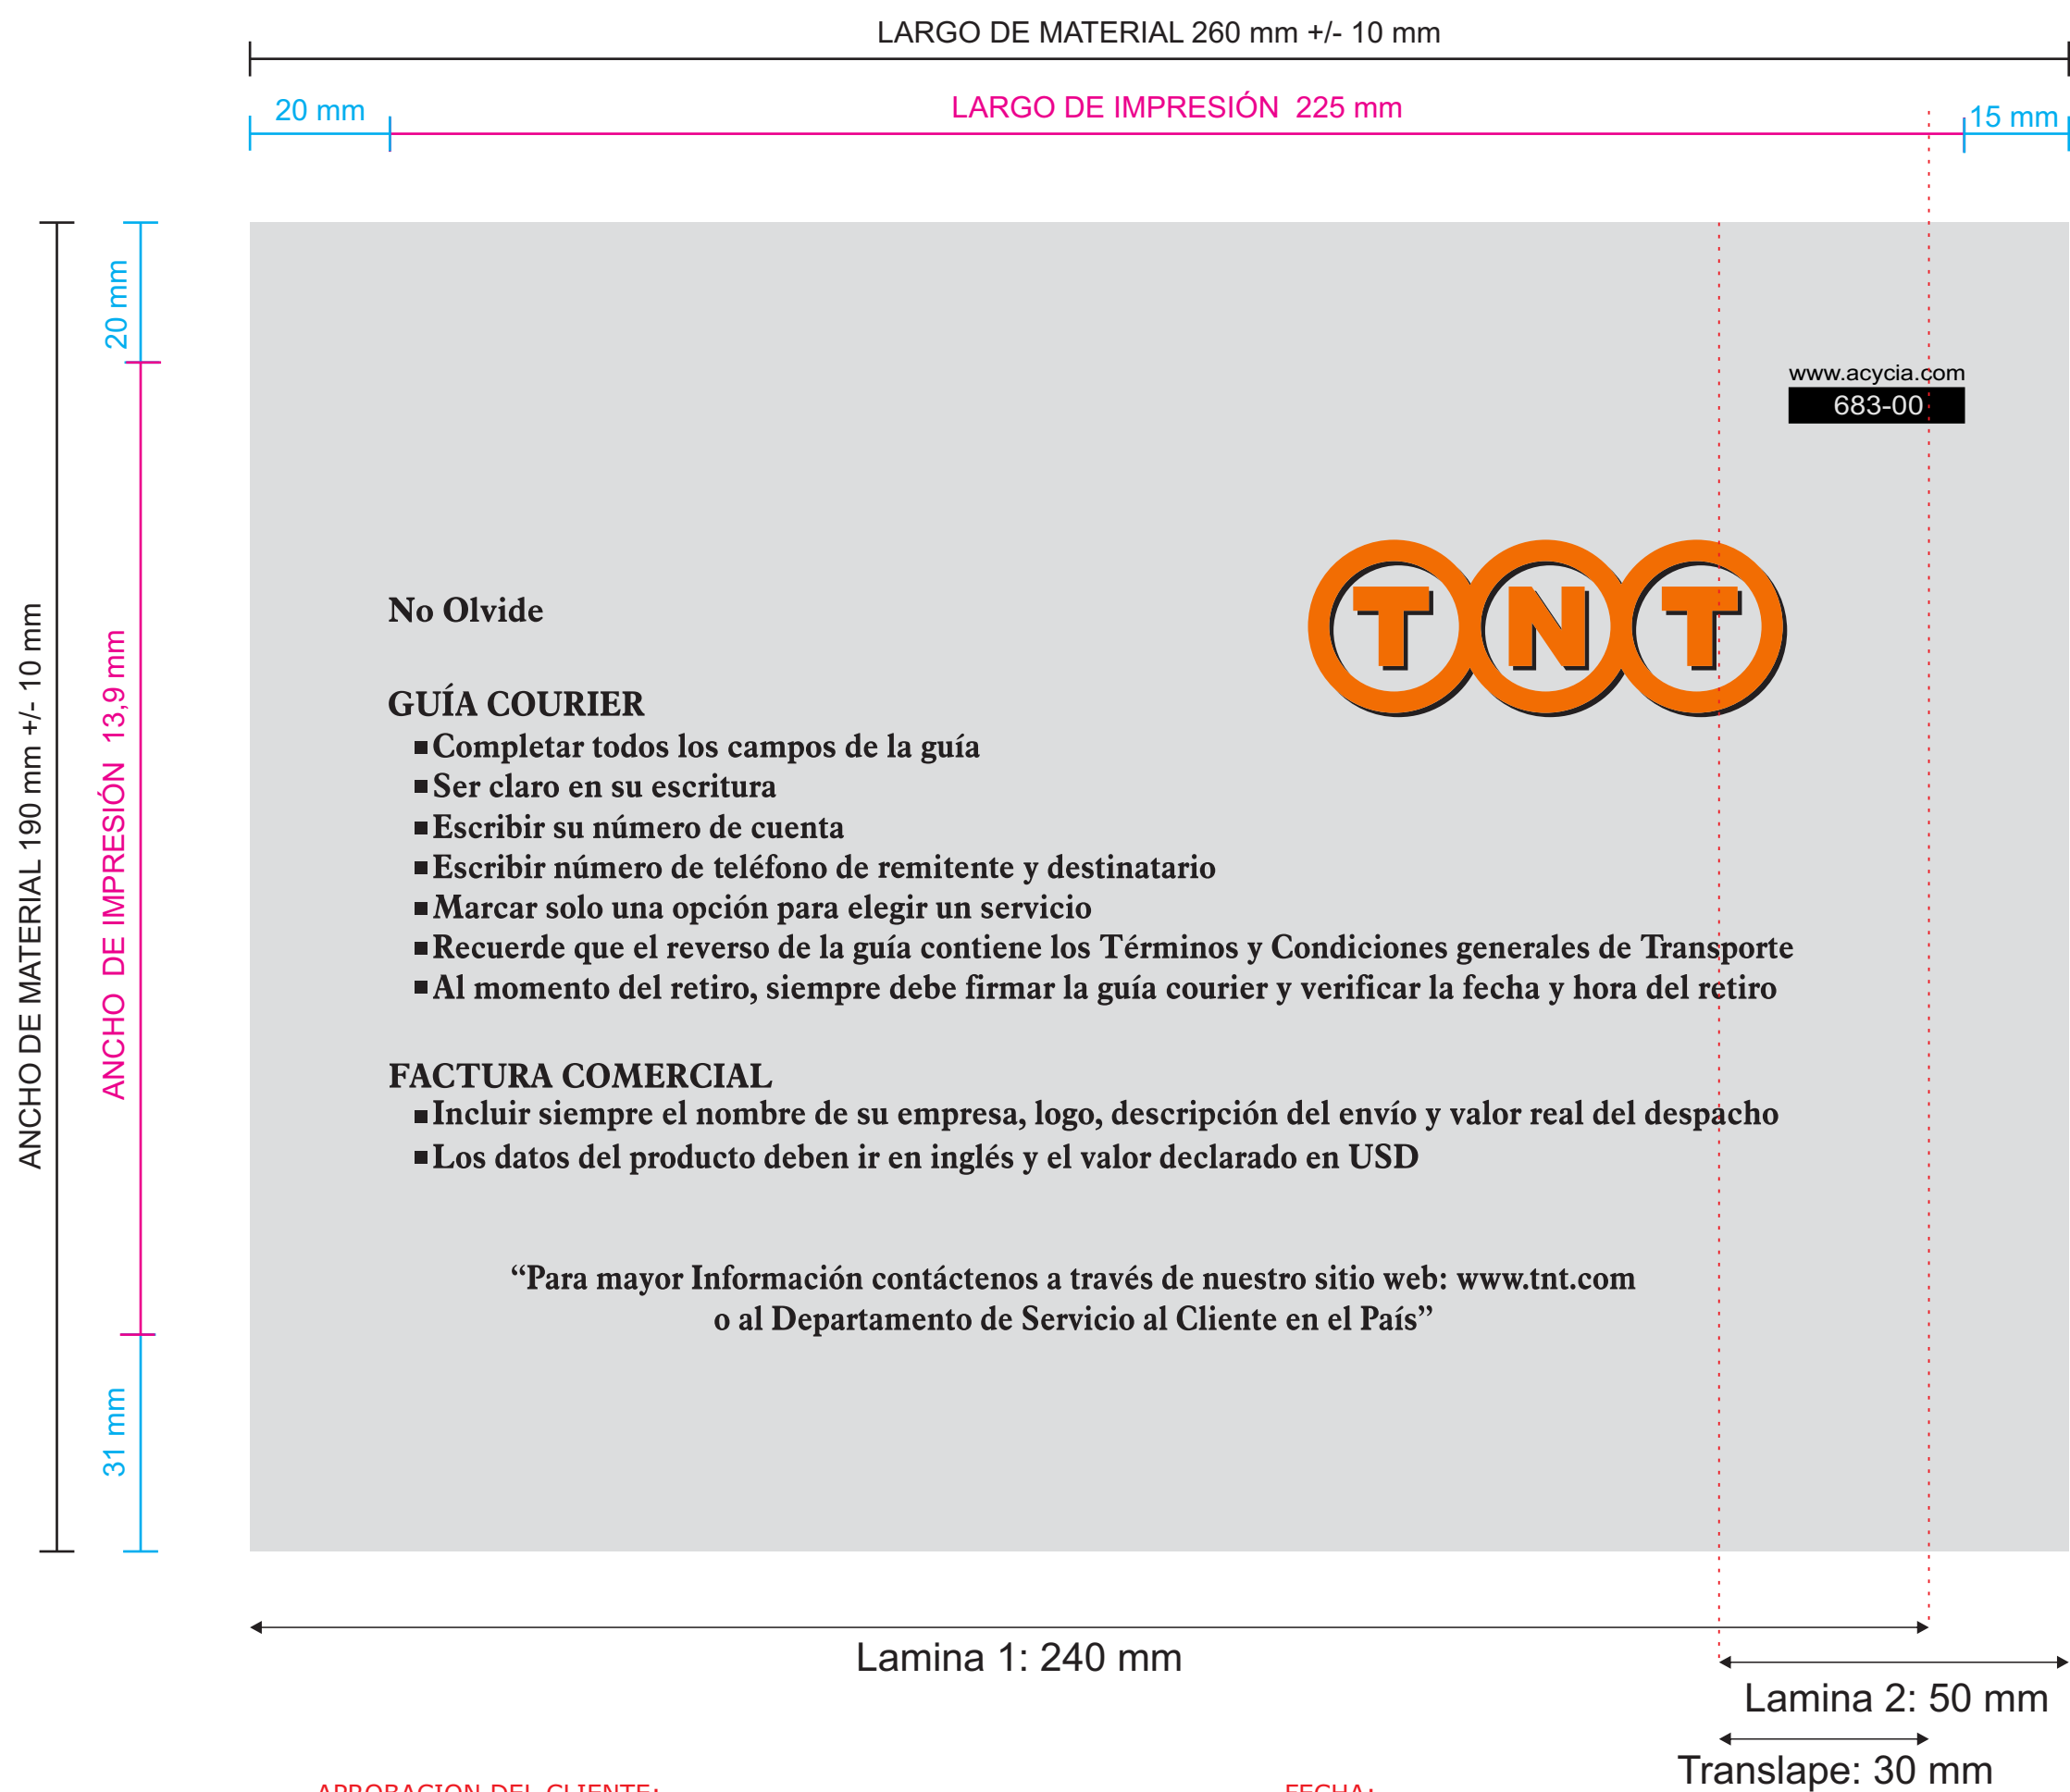 LARGO DE MATERIAL 260 mm +/- 10 mm
20 mm
LARGO DE IMPRESIÓN 225 mm
15 mm
ANCHO DE MATERIAL 190 mm +/- 10 mm
20 mm
ANCHO DE IMPRESIÓN 13,9 mm
31 mm
www.acycia.com
683-00
TNT
No Olvide
GUÍA COURIER
▪Completar todos los campos de la guía
▪Ser claro en su escritura
▪Escribir su número de cuenta
▪Escribir número de teléfono de remitente y destinatario
▪Marcar solo una opción para elegir un servicio
▪Recuerde que el reverso de la guía contiene los Términos y Condiciones generales de Transporte
▪Al momento del retiro, siempre debe firmar la guía courier y verificar la fecha y hora del retiro
FACTURA COMERCIAL
▪Incluir siempre el nombre de su empresa, logo, descripción del envío y valor real del despacho
▪Los datos del producto deben ir en inglés y el valor declarado en USD
“Para mayor Información contáctenos a través de nuestro sitio web: www.tnt.com
o al Departamento de Servicio al Cliente en el País”
Lamina 1: 240 mm
Lamina 2: 50 mm
Translape: 30 mm
APROBACION DEL CLIENTE:
FECHA: